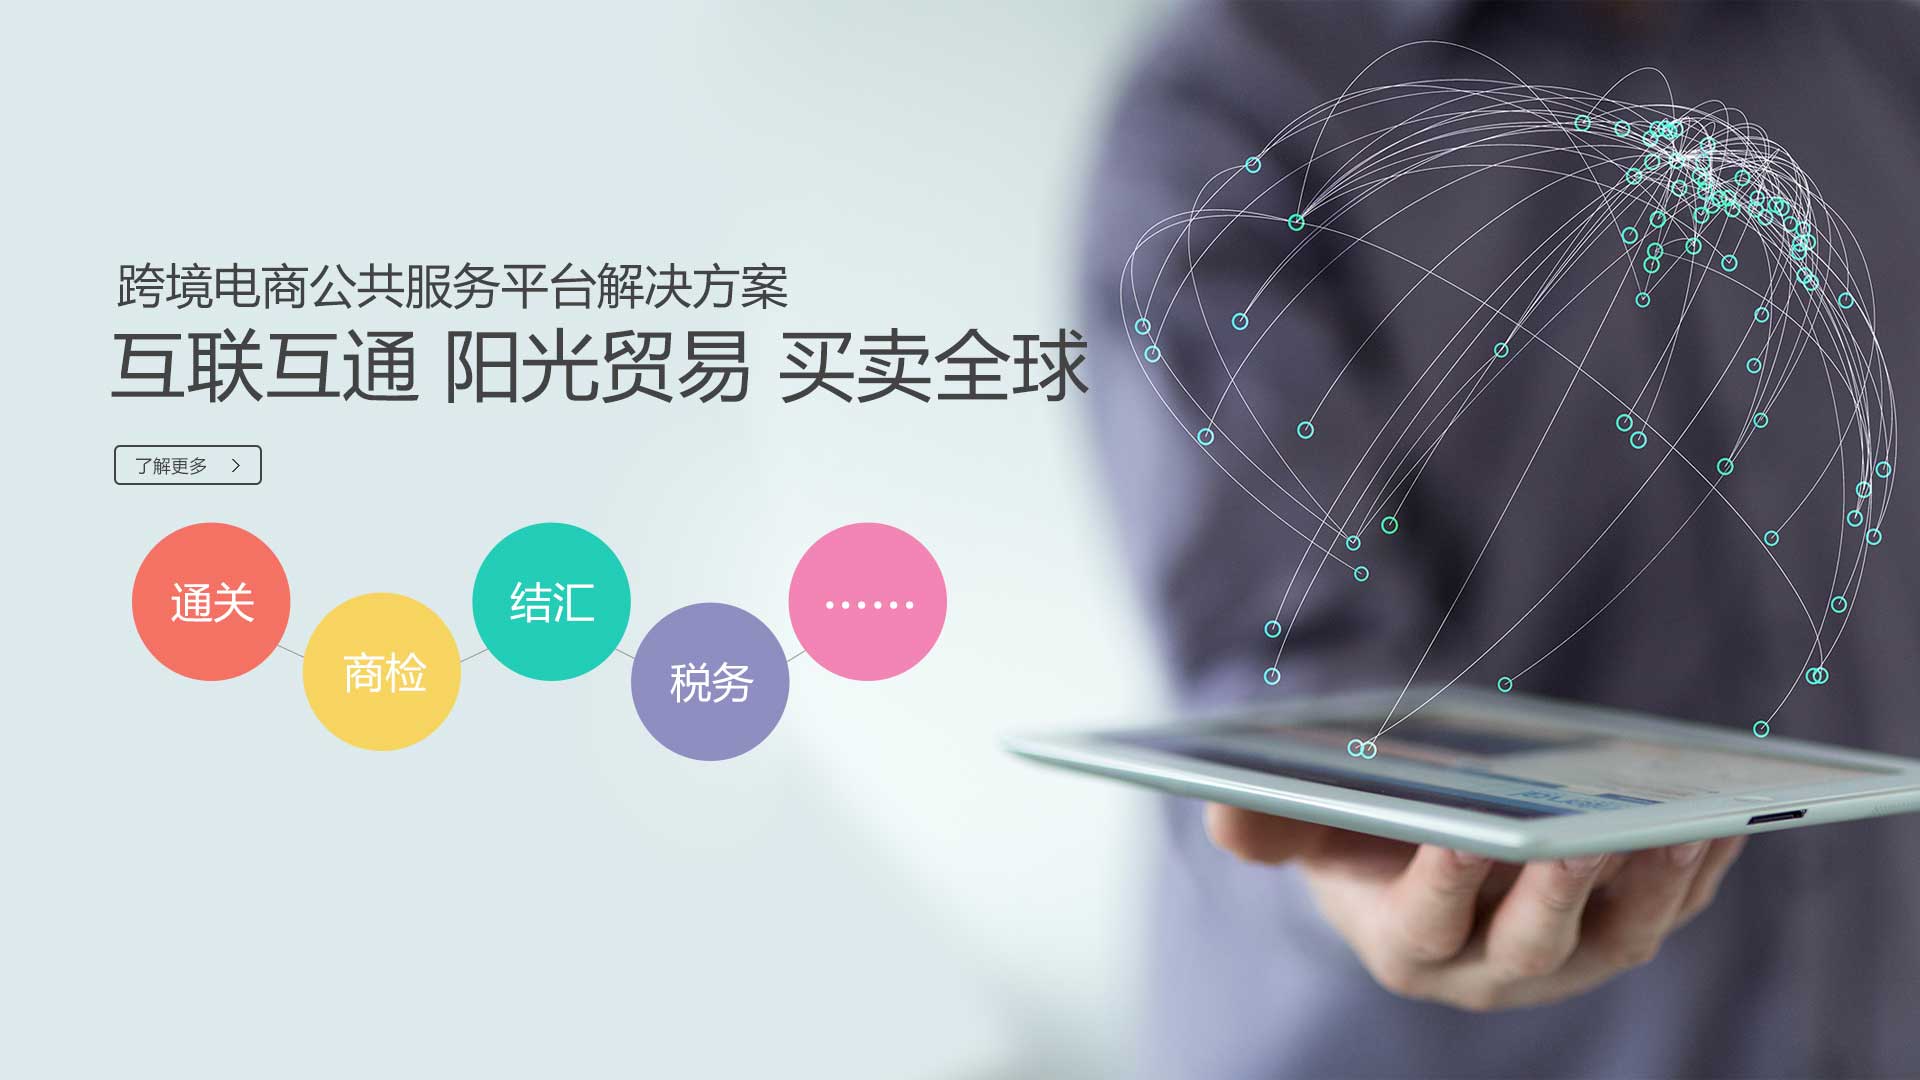 跨境电商公共服务平台解决方案
互联互通 阳光贸易 买卖全球
了解更多 >
通关
商检
结汇
税务
······